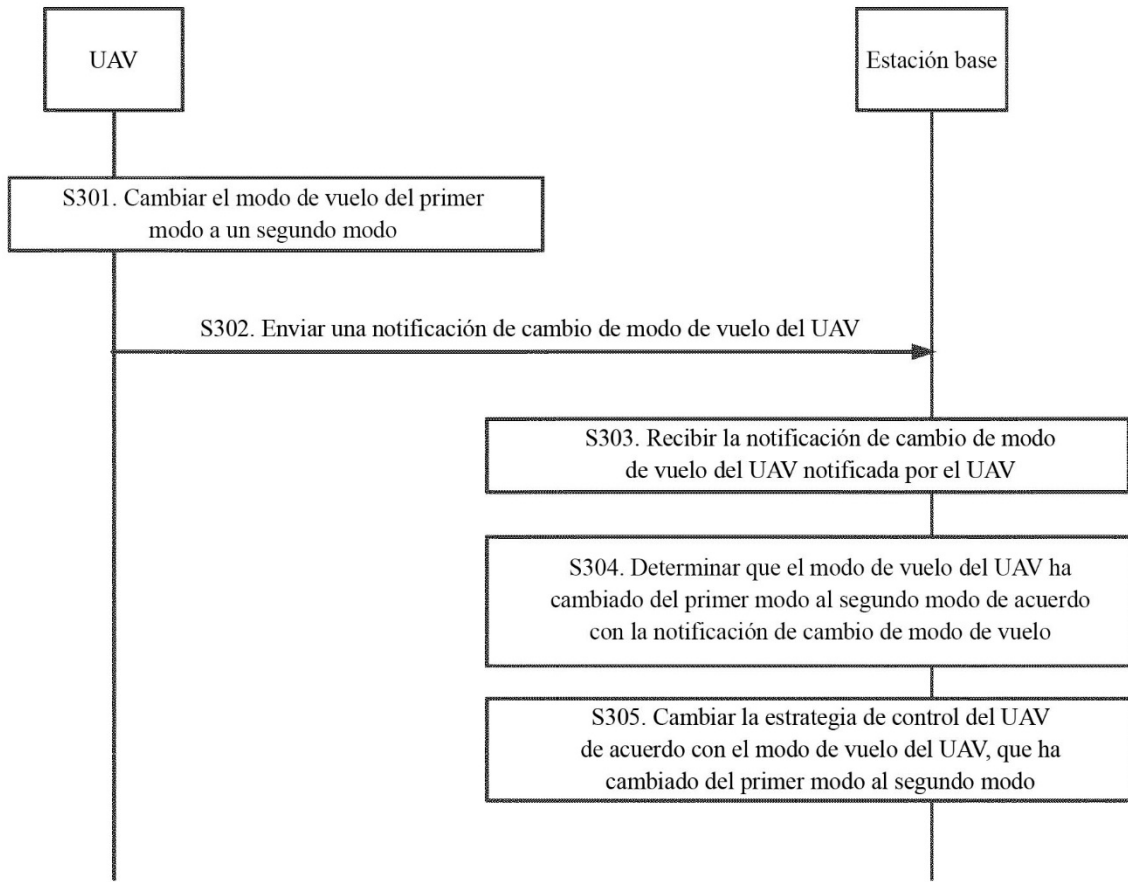 UAV
Estación base
S301. Cambiar el modo de vuelo del primer
modo a un segundo modo
S302. Enviar una notificación de cambio de modo de vuelo del UAV
S303. Recibir la notificación de cambio de modo
de vuelo del UAV notificada por el UAV
S304. Determinar que el modo de vuelo del UAV ha
cambiado del primer modo al segundo modo de acuerdo
con la notificación de cambio de modo de vuelo
S305. Cambiar la estrategia de control del UAV
de acuerdo con el modo de vuelo del UAV, que ha
cambiado del primer modo al segundo modo